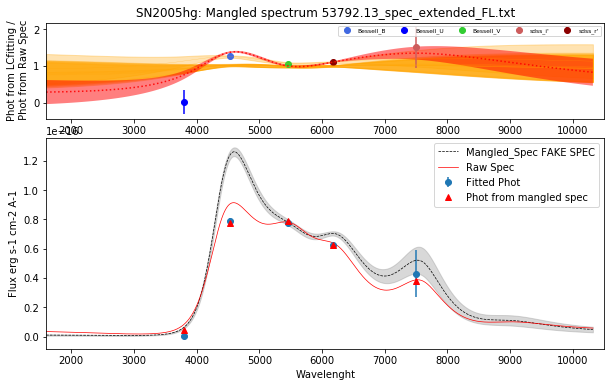 SN2005hg: Mangled spectrum 53792.13_spec_extended_FL.txt
Phot from LCfitting /
Phot from Raw Spec
2
1
0
Bessell_B
Bessell_U
Bessell_V
sdss_i'
sdss_r'
2000 3000 4000 5000 6000 7000 8000 9000 10000
1e−16
Flux erg s-1 cm-2 A-1
1.2
1.0
0.8
0.6
0.4
0.2
0.0
Mangled_Spec FAKE SPEC
Raw Spec
Fitted Phot
Phot from mangled spec
2000 3000 4000 5000 6000 7000 8000 9000 10000
Wavelenght